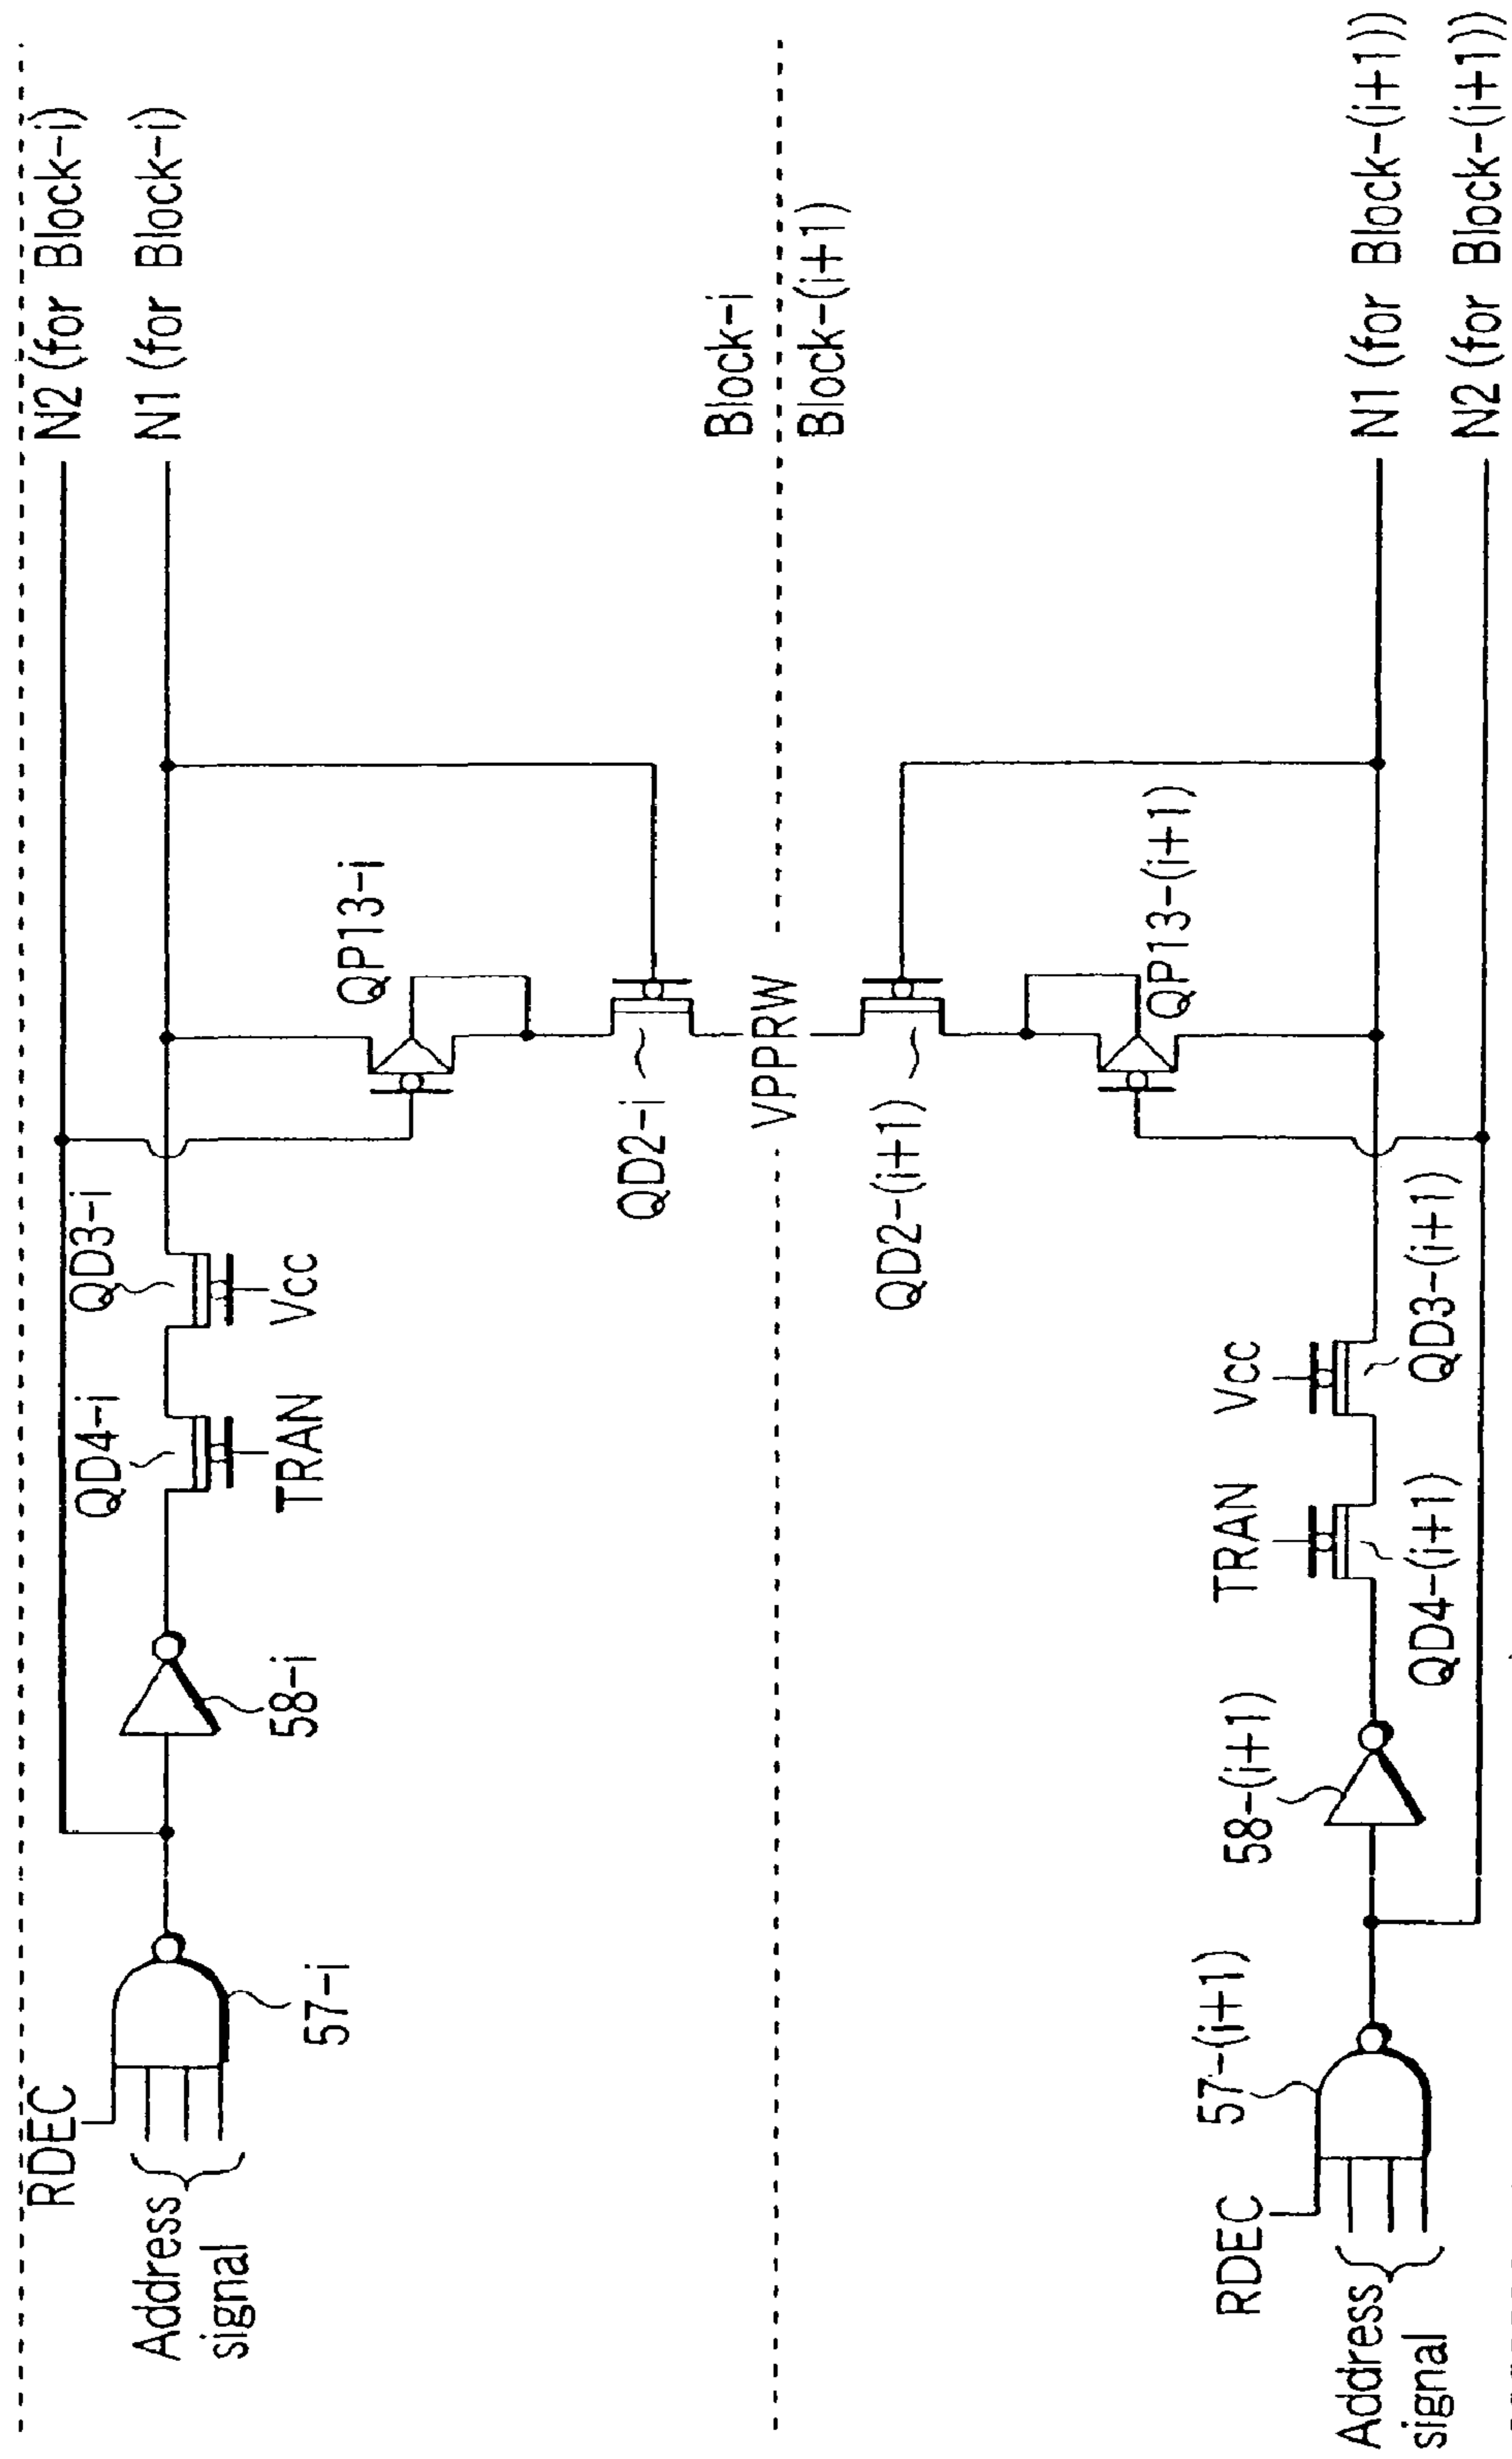 RDEC
Address
signal
57-i
58-i
QD4-i
TRAN
QD3-i
Vcc
QP13-i
QD2-i
N2 (for Block-i)
N1 (for Block-i)
VPPRW
Block-i
Block-(i+1)
QD2-(i+1)
QP13-(i+1)
RDEC
Address
signal
57-(i+1)
58-(i+1)
TRAN
QD4-(i+1)
Vcc
QD3-(i+1)
N1 (for Block-(i+1))
N2 (for Block-(i+1))